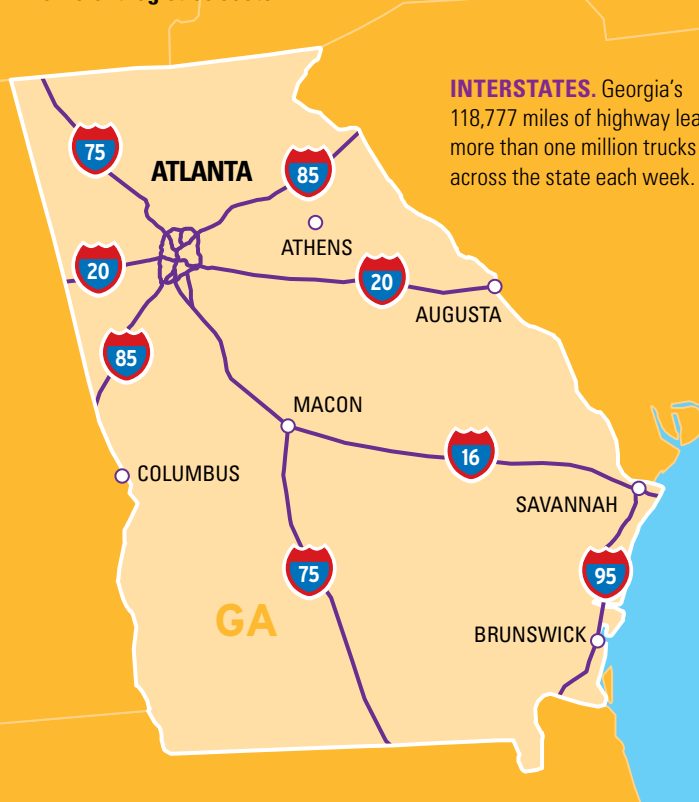 INTERSTATES. Georgia's
118,777 miles of highway
more than one million trucks
across the state each week.
75
ATLANTA
85
ATHENS
20
20
AUGUSTA
85
MACON
16
COLUMBUS
SAVANNAH
75
95
GA
BRUNSWICK